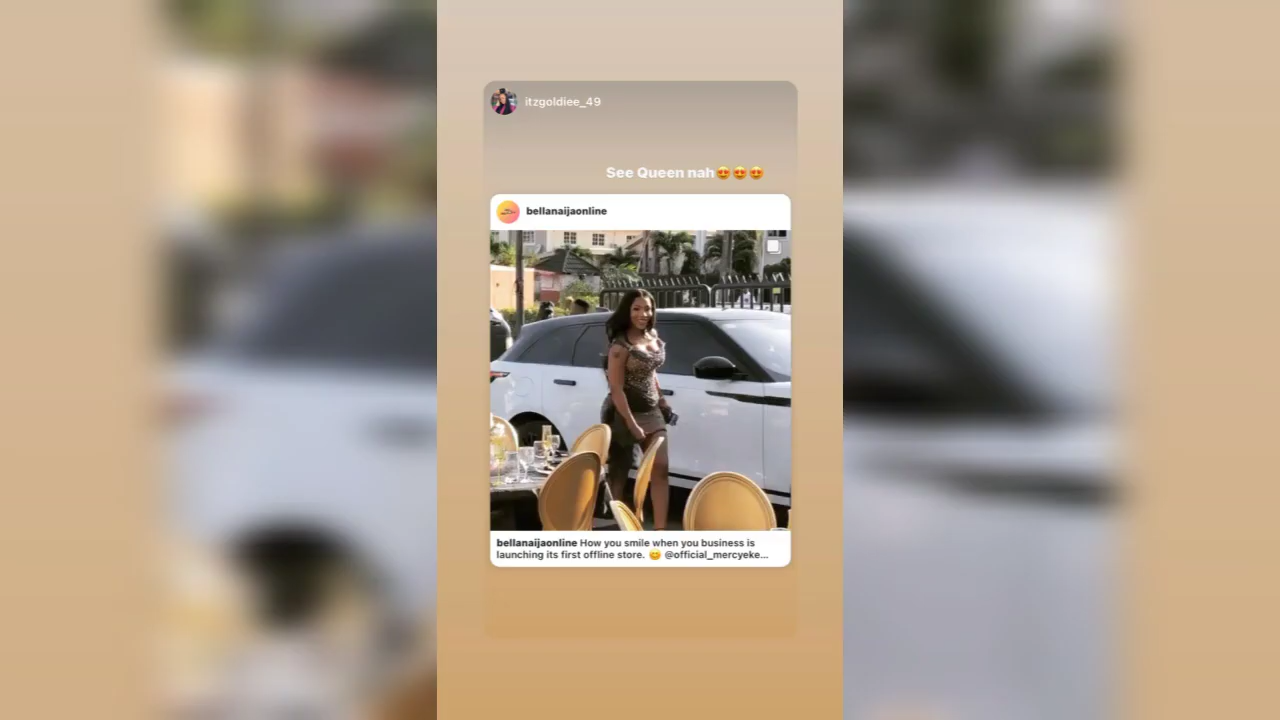 itzgoldiee_49
See Queen nah😍😍😍
bellanaijaonline
bellanaijaonline How you smile when you business is
launching its first offline store. 😊 @official_mercyeke...